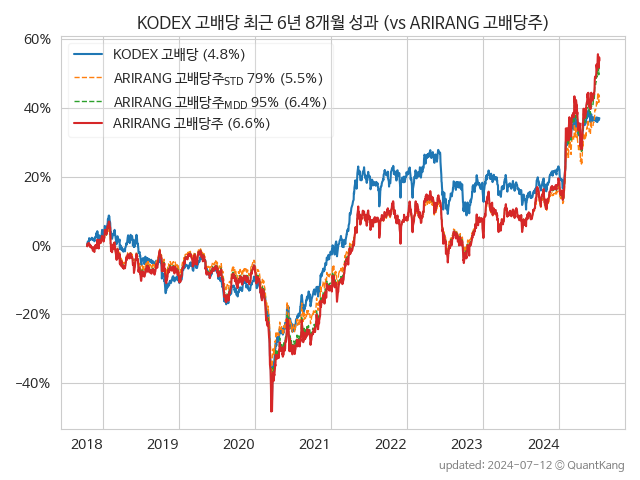 KODEX 고배당 최근 6년 8개월 성과 (vs ARIRANG 고배당주)
60%
40%
20%
0%
−20%
−40%
KODEX 고배당 (4.8%)
ARIRANG 고배당주STD 79% (5.5%)
ARIRANG 고배당주MDD 95% (6.4%)
ARIRANG 고배당주 (6.6%)
2018 2019 2020 2021 2022 2023 2024
updated: 2024-07-12 © QuantKang